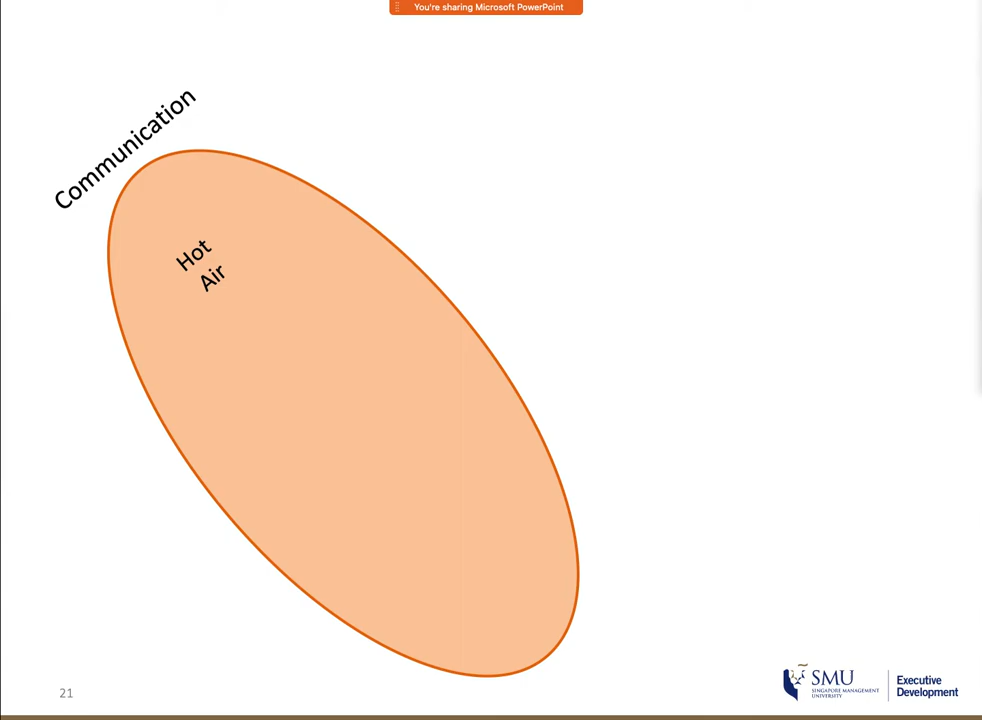 You're sharing Microsoft PowerPoint
Communication
Hot
Air
21
SMU
SINGAPORE MANAGEMENT
UNIVERSITY
Executive
Development